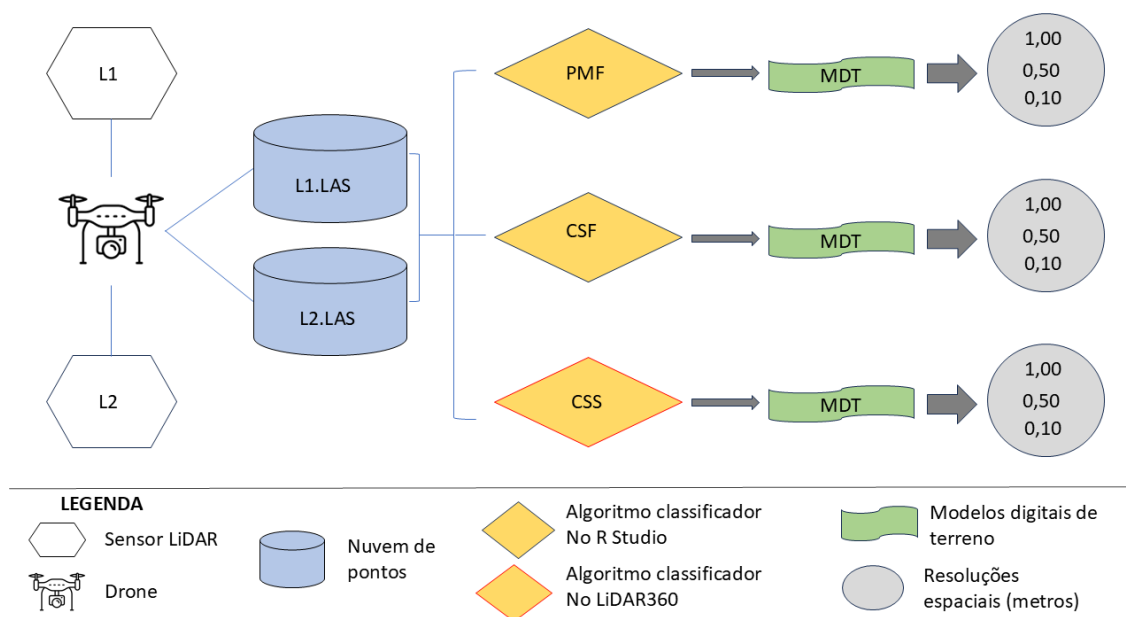 L1
L2
L1.LAS
L2.LAS
PMF
MDT
1,00
0,50
0,10
CSF
MDT
1,00
0,50
0,10
CSS
MDT
1,00
0,50
0,10
LEGENDA
Sensor LiDAR
Drone
Nuvem de
pontos
Algoritmo classificador
No R Studio
Algoritmo classificador
No LiDAR360
Modelos digitais de
terreno
Resoluções
espaciais (metros)